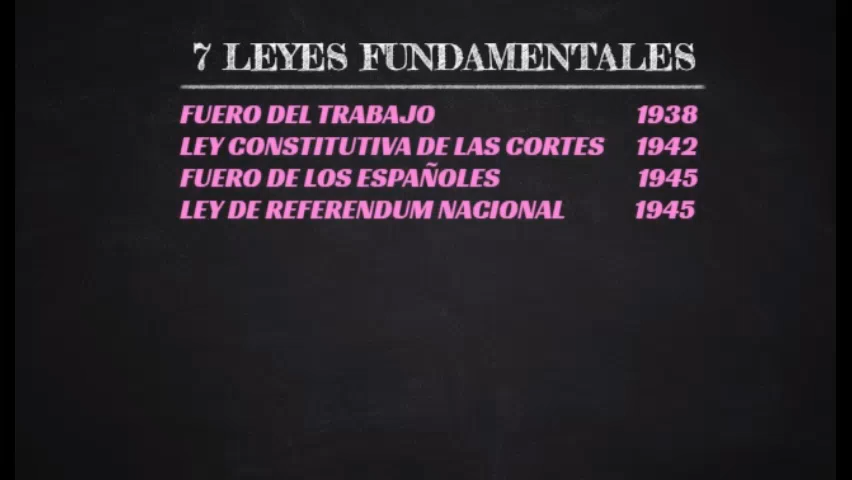 7 LEYES FUNDAMENTALES
FUERO DEL TRABAJO 1938
LEY CONSTITUTIVA DE LAS CORTES 1942
FUERO DE LOS ESPAÑOLES 1945
LEY DE REFERENDUM NACIONAL 1945